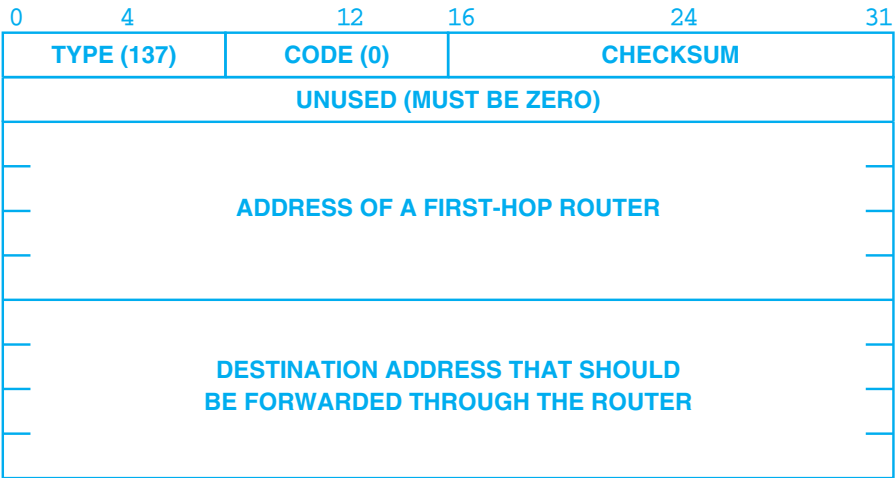 0 4 12 16 24 31
TYPE (137) CODE (0) CHECKSUM
UNUSED (MUST BE ZERO)
ADDRESS OF A FIRST-HOP ROUTER
DESTINATION ADDRESS THAT SHOULD
BE FORWARDED THROUGH THE ROUTER